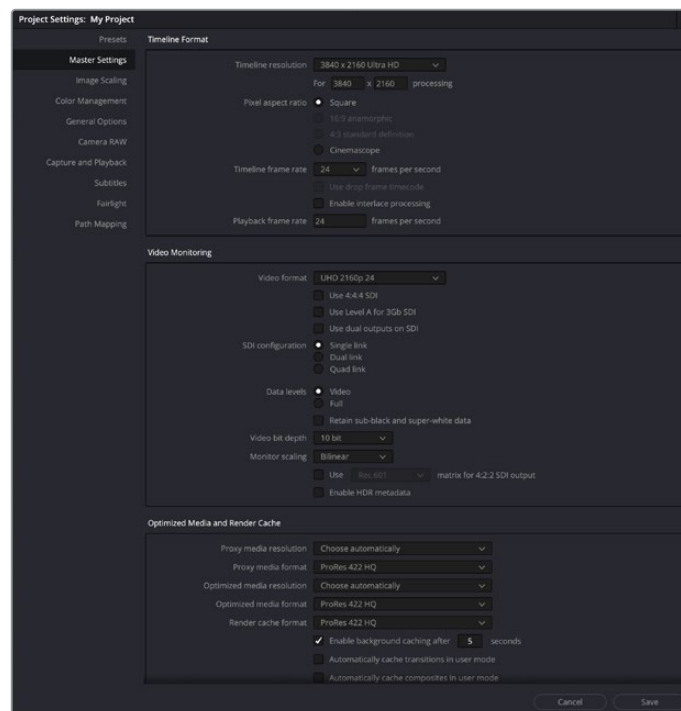 Project Settings: My Project
Presets
Master Settings
Image Scaling
Color Management
General Options
Camera RAW
Capture and Playback
Subtitles
Fairlight
Path Mapping
Timeline Format
Timeline resolution 3840 x 2160 Ultra HD
For 3840 x 2160 processing
Pixel aspect ratio Square
16:9 anamorphic
4:3 standard definition
Cinemascope
Timeline frame rate 24 frames per second
Use drop frame timecode
Enable interlace processing
Playback frame rate 24 frames per second
Video Monitoring
Video format UHD 2160p 24
Use 4:4:4 SDI
Use Level A for 3Gb SDI
Use dual outputs on SDI
SDI configuration Single link
Dual link
Quad link
Data levels Video
Full
Retain sub-black and super-white data
Video bit depth 10 bit
Monitor scaling Bilinear
Use Rec.601 matrix for 4:2:2 SDI output
Enable HDR metadata
Optimized Media and Render Cache
Proxy media resolution Choose automatically
Proxy media format ProRes 422 HQ
Optimized media resolution Choose automatically
Optimized media format ProRes 422 HQ
Render cache format ProRes 422 HQ
Enable background caching after 5 seconds
Automatically cache transitions in user mode
Automatically cache composites in user mode
Cancel Save